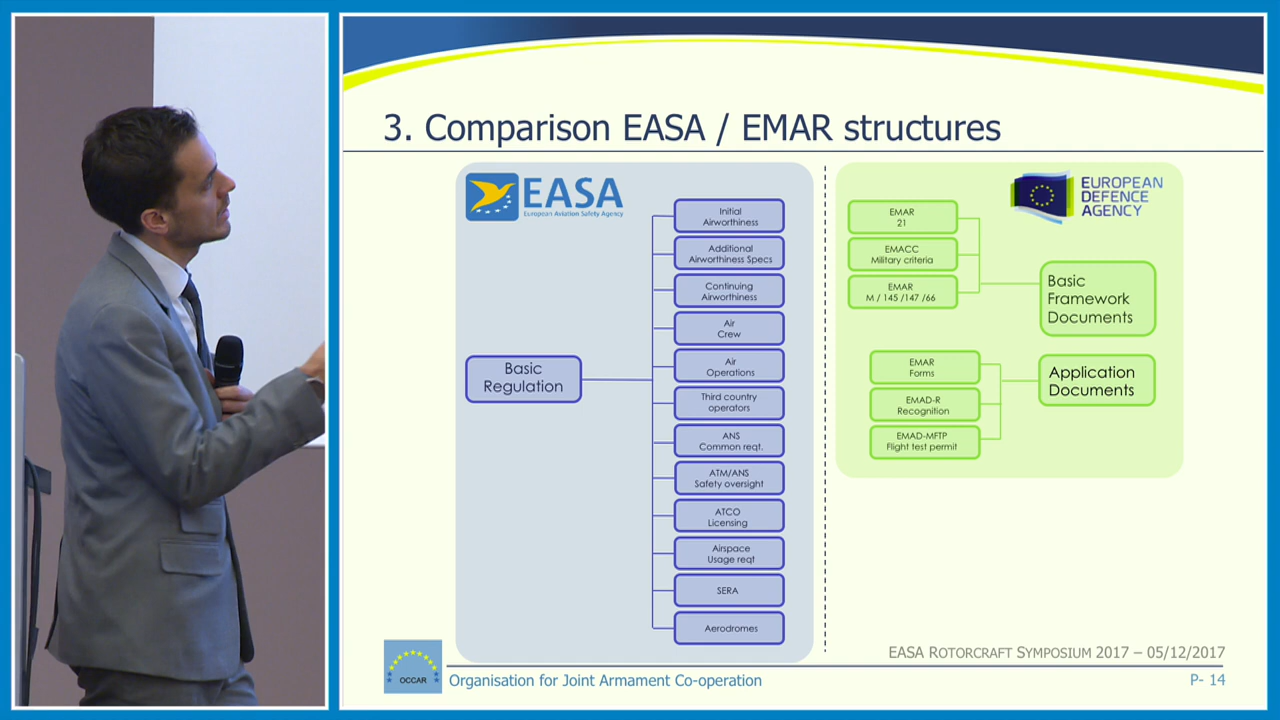 3. Comparison EASA / EMAR structures
EASA
European Aviation Safety Agency
Basic
Regulation
Initial
Airworthiness
Additional
Airworthiness Specs
Continuing
Airworthiness
Air
Crew
Air
Operations
Third country
operators
ANS
Common reqt.
ATM/ANS
Safety oversight
ATCO
Licensing
Airspace
Usage reqt
SERA
Aerodromes
EUROPEAN
DEFENCE
AGENCY
EMAR
21
EMACC
Military criteria
EMAR
M / 145 /147 /66
Basic
Framework
Documents
EMAR
Forms
EMAD-R
Recognition
EMAD-MFTP
Flight test permit
Application
Documents
EASA ROTORCRAFT SYMPOSIUM 2017 – 05/12/2017
OCCAR
Organisation for Joint Armament Co-operation
P- 14